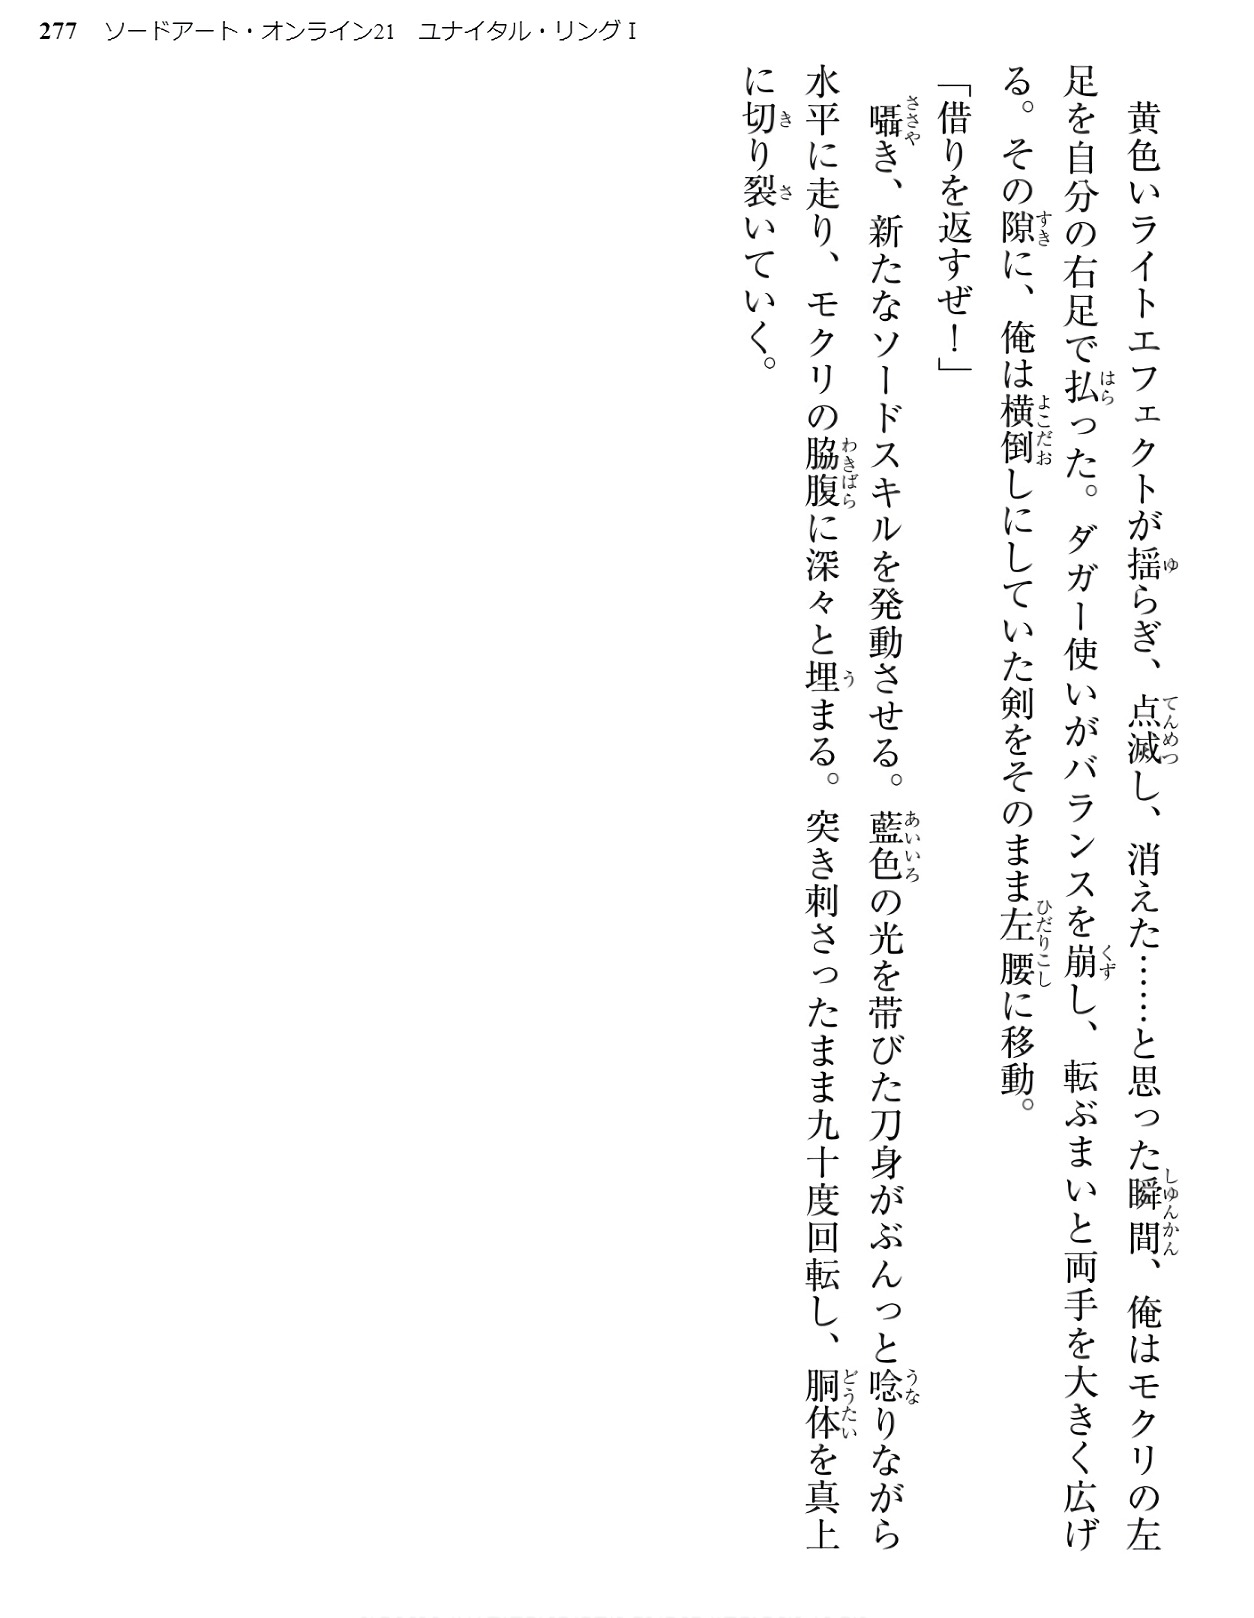 277 ソードアート・オンライン21 ユナイタル・リングⅠ
黄色いライトエフェクトが揺らぎ、点滅し、消えた……と思った瞬間、俺はモクリの左
足を自分の右足で払った。ダガー使いがバランスを崩し、転ぶまいと両手を大きく広げ
る。その隙に、俺は横倒しにしていた剣をそのまま左腰に移動。
「借りを返すぜ！」
囁き、新たなソードスキルを発動させる。藍色の光を帯びた刀身がぶんっと唸りながら
水平に走り、モクリの脇腹に深々と埋まる。突き刺さったまま九十度回転し、胴体を真上
に切り裂いていく。